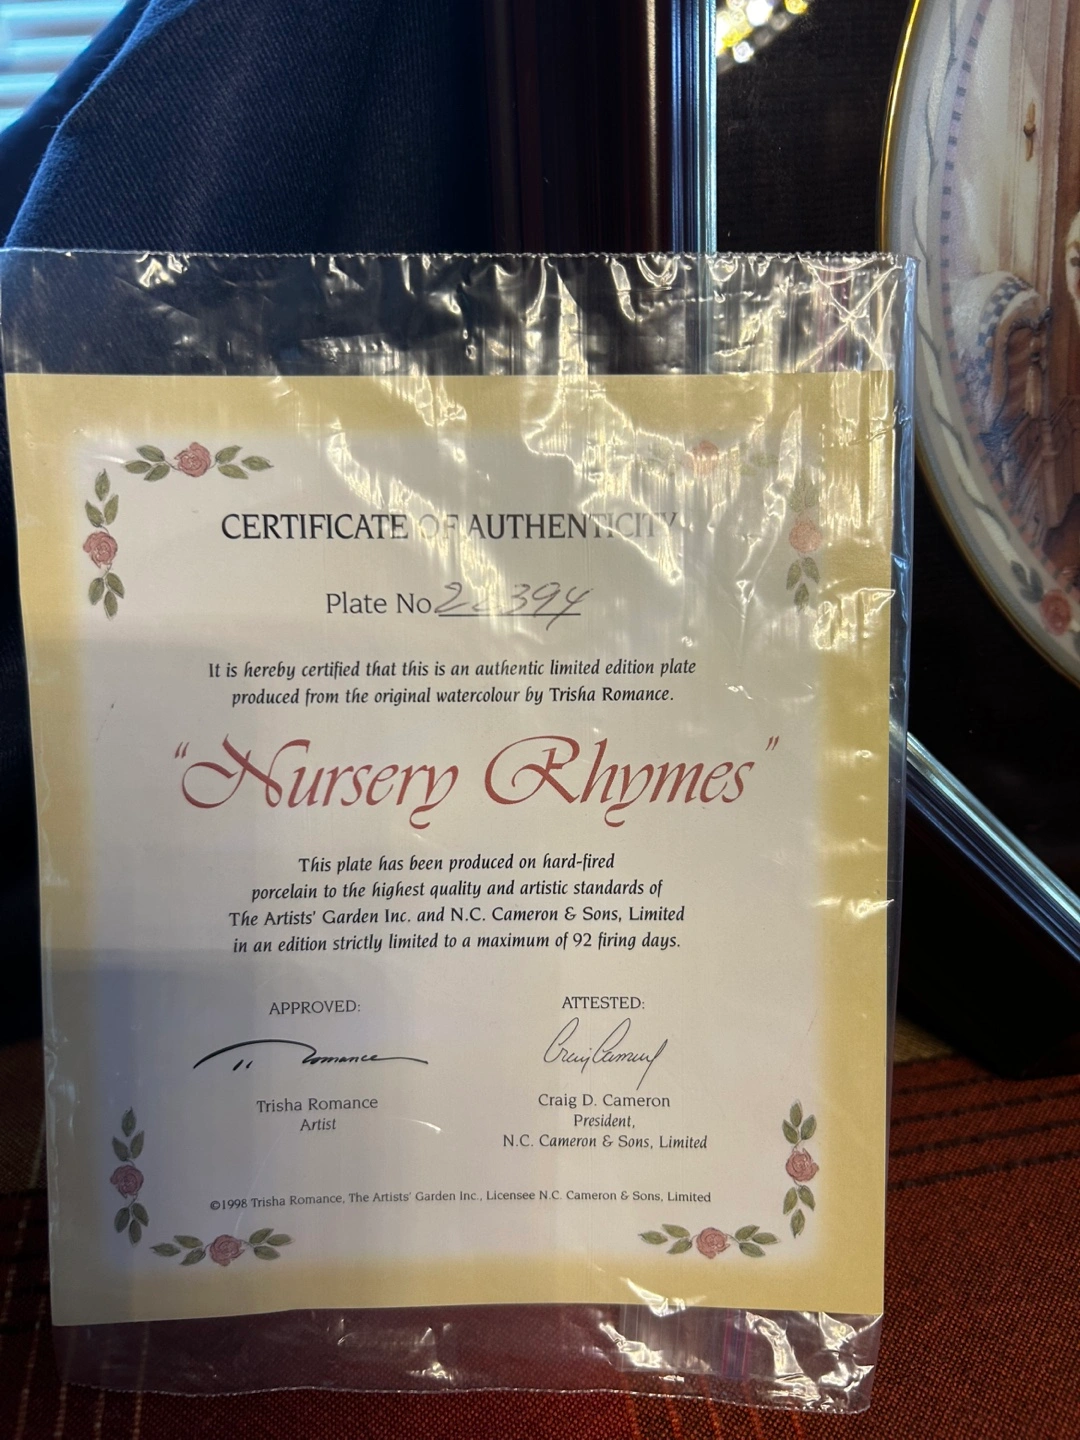 CERTIFICATE OF AUTHENTICITY
Plate No
It is hereby certified that this is an authentic limited edition plate
produced from the original watercolour by Trisha Romance.
"Nursery Rhymes"
This plate has been produced on hard-fired
porcelain to the highest quality and artistic standards of
The Artists' Garden Inc. and N.C. Cameron & Sons, Limited
in an edition strictly limited to a maximum of 92 firing days.
APPROVED:
ATTESTED:
Romance
Craig Cameron
Trisha Romance
Artist
Craig D. Cameron
President,
N.C. Cameron & Sons, Limited
©1998 Trisha Romance, The Artists' Garden Inc., Licensee N.C. Cameron & Sons, Limited